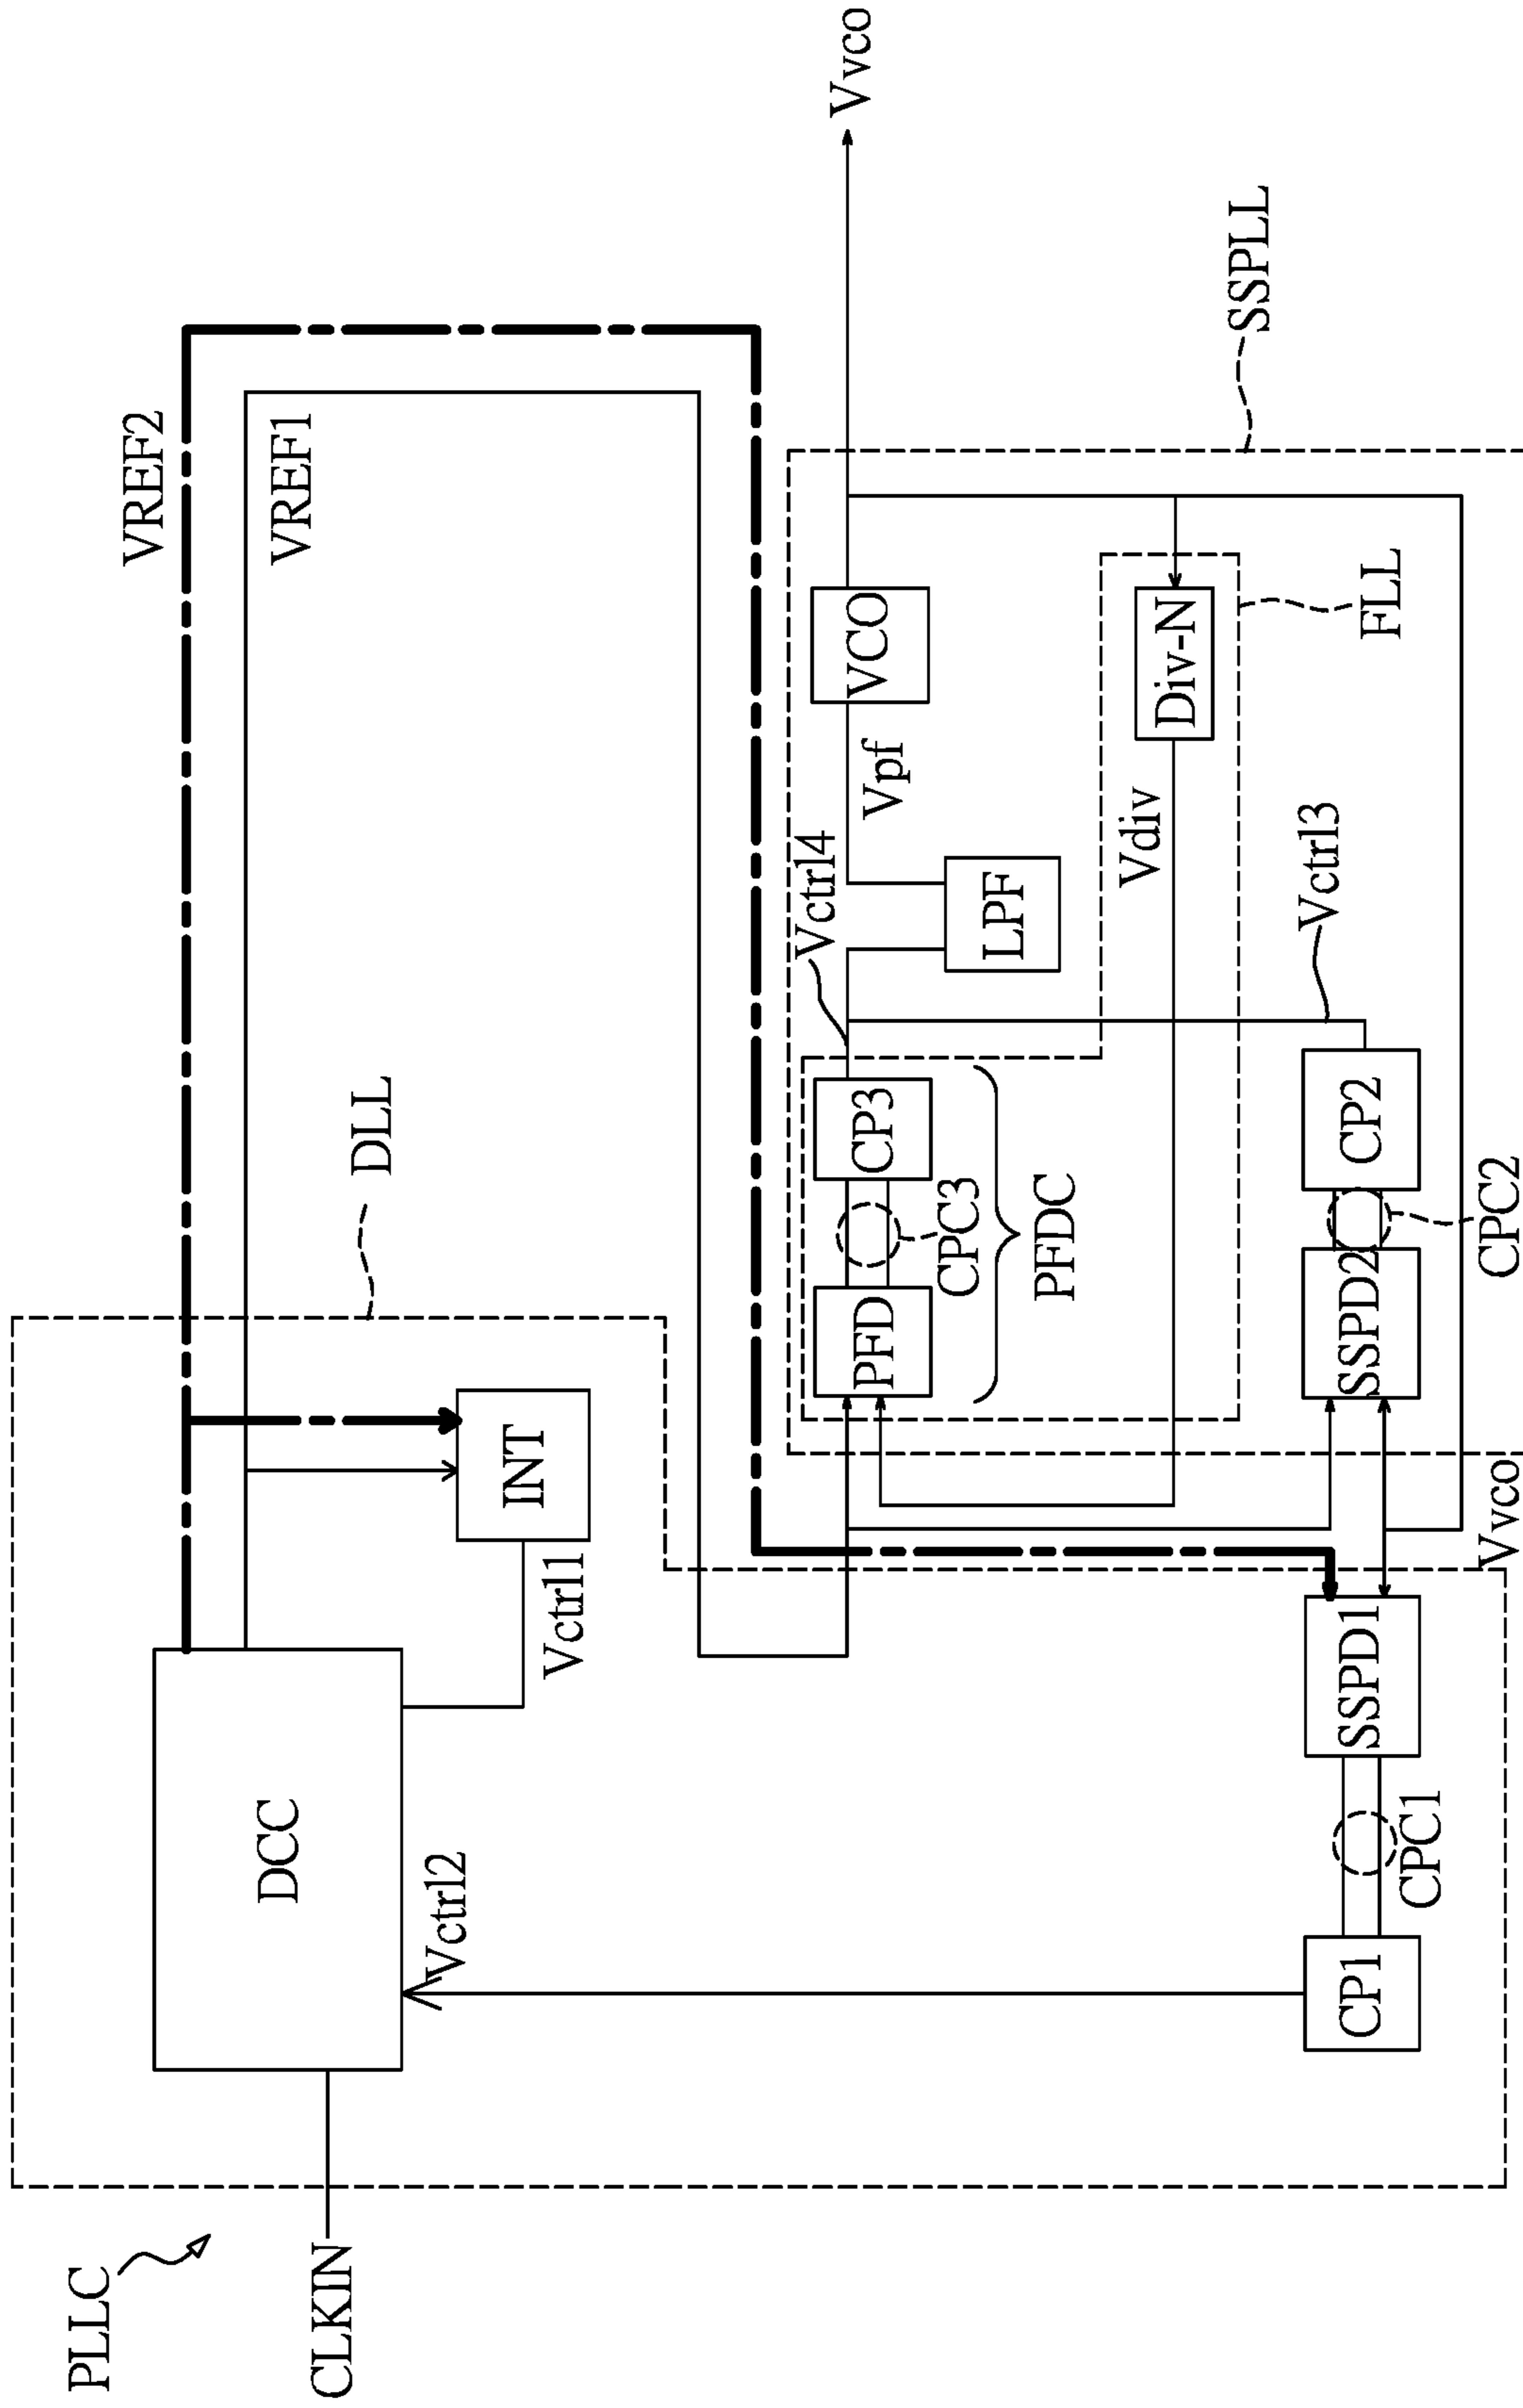 PLLC
CLKIN
DCC
Vctrl2
Vctrl1
INT
DLL
VREF2
VREF1
CP1
CPC1
SSPD1
Vvco
PFD
CPC3
CP3
PFDC
Vctrl4
LPF
Vpf
VCO
Vvco
Vdiv
Div-N
FLL
SSPLL
SSPD2
CPC2
CP2
Vctrl3